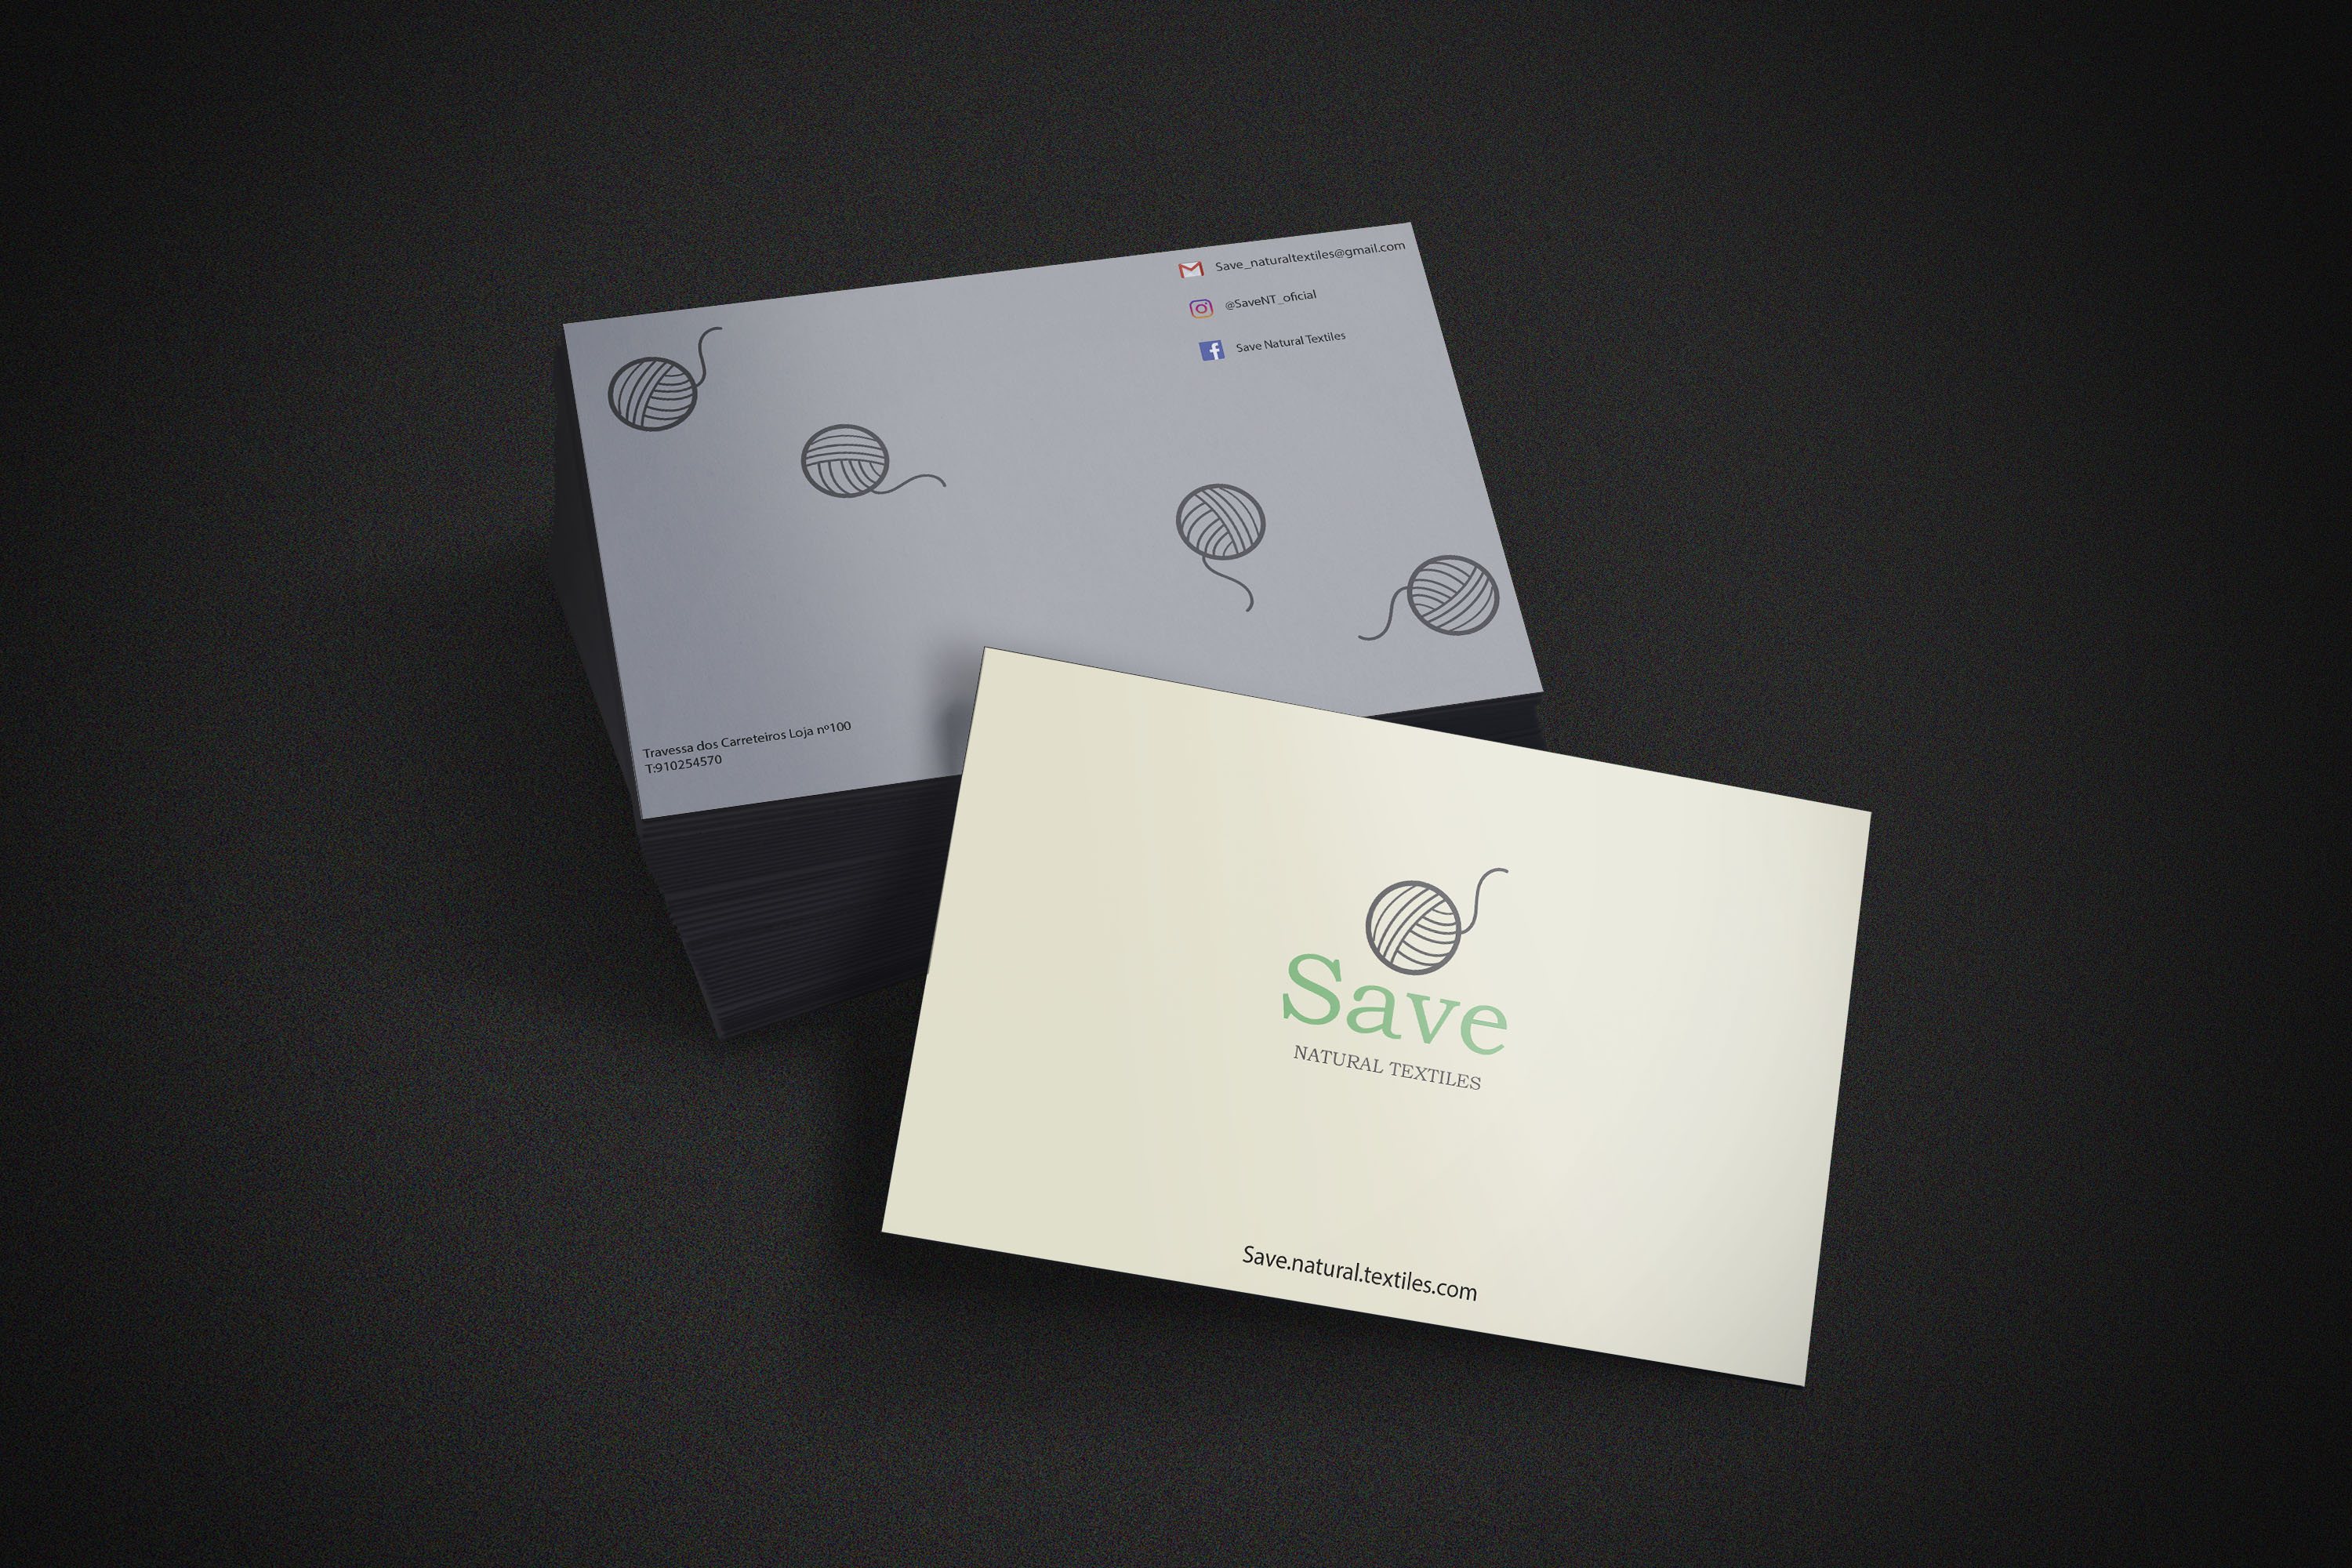 Save_naturaltextiles@gmail.com
@SaveNT_oficial
Save Natural Textiles
Travessa dos Carreteiros Loja nº100
T:910254570
Save
NATURAL TEXTILES
Save.natural.textiles.com